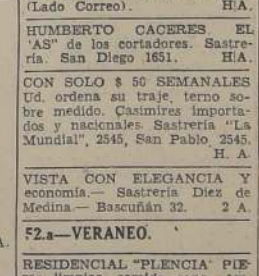 (Lado Correo). H|A.
HUMBERTO CACERES. EL
'AS" de los cortadores. Sastre-
ría. San Diego 1651. H|A.
CON SOLO $ 50 SEMANALES
Ud. ordena su traje, terno so-
bre medido. Casimires importa-
dos y nacionales. Sastrería "La
Mundial", 2545, San Pablo, 2545.
H. A.
VISTA CON ELEGANCIA Y
economía.— Sastrería Diez de
Medina.— Bascuñán 32. 2 A.
52.a—VERANEO.
A.
RESIDENCIAL "PLENCIA' PIE-